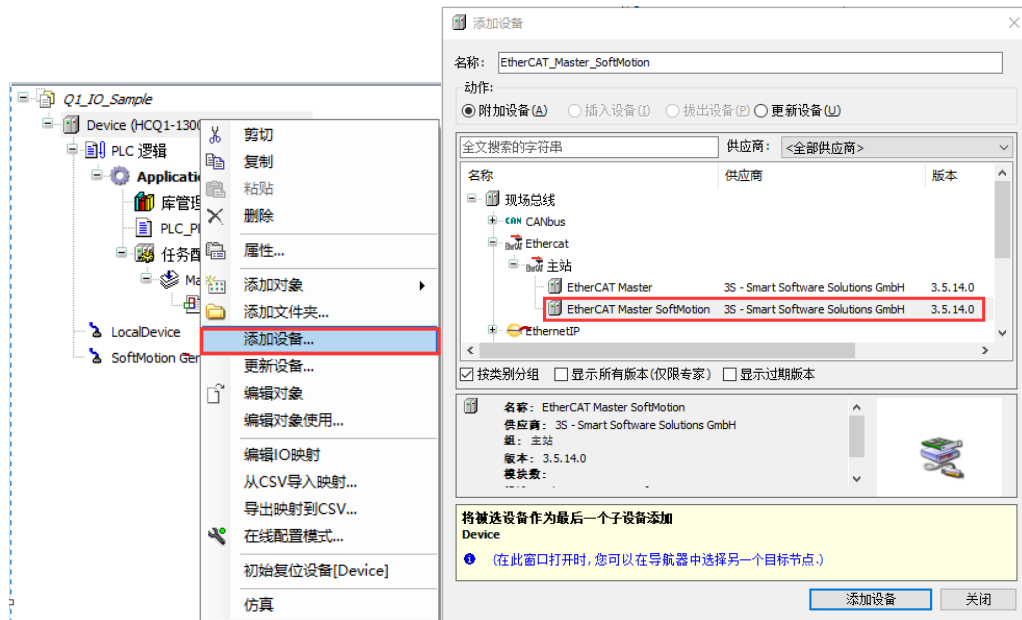 Q1_IO_Sample
Device (HCQ1-1300
PLC 逻辑
Applicati
库管理
PLC_P
任务配
Ma
LocalDevice
SoftMotion Ger
剪切
复制
粘贴
删除
属性...
添加对象
添加文件夹...
添加设备...
更新设备...
编辑对象
编辑对象使用...
编辑IO映射
从CSV导入映射...
导出映射到CSV...
在线配置模式...
初始复位设备[Device]
仿真
添加设备
名称: EtherCAT_Master_SoftMotion
动作:
附加设备(A) 插入设备(I) 拔出设备(P) 更新设备(U)
全文搜索的字符串 供应商: <全部供应商>
名称 供应商 版本
现场总线
CAN CANbus
Ethercat
主站
EtherCAT Master 3S - Smart Software Solutions GmbH 3.5.14.0
EtherCAT Master SoftMotion 3S - Smart Software Solutions GmbH 3.5.14.0
EthernetIP
按类别分组 显示所有版本(仅限专家) 显示过期版本
名称: EtherCAT Master SoftMotion
供应商: 3S - Smart Software Solutions GmbH
组: 主站
版本: 3.5.14.0
模块数:
将被选设备作为最后一个子设备添加
Device
(在此窗口打开时,您可以在导航器中选择另一个目标节点.)
添加设备 关闭